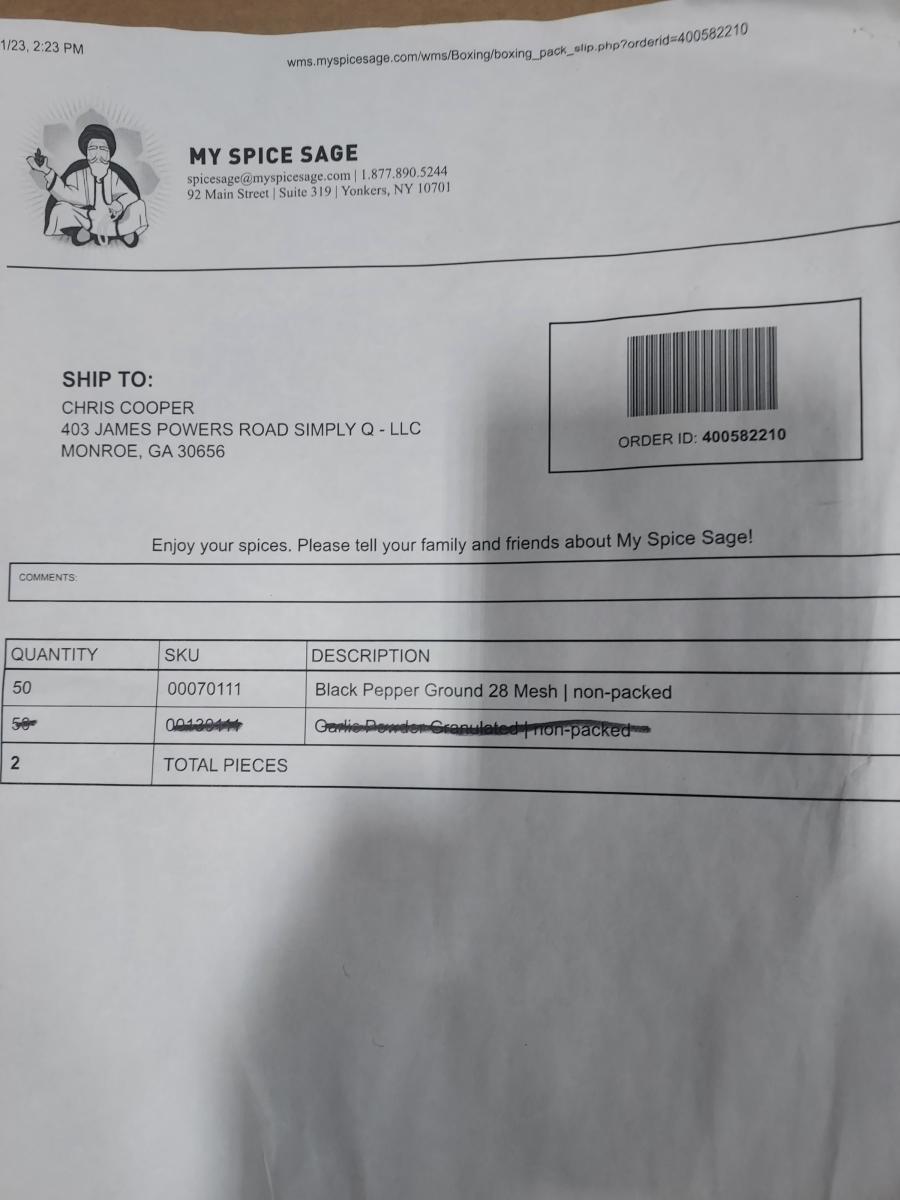 1/23, 2:23 PM
wms.myspicesage.com/wms/Boxing/boxing_pack_slip.php?orderid=400582210
MY SPICE SAGE
spicesage@myspicesage.com | 1.877.890.5244
92 Main Street | Suite 319 | Yonkers, NY 10701
SHIP TO:
CHRIS COOPER
403 JAMES POWERS ROAD SIMPLY Q - LLC
MONROE, GA 30656
ORDER ID: 400582210
Enjoy your spices. Please tell your family and friends about My Spice Sage!
COMMENTS:
QUANTITY SKU DESCRIPTION
50 00070111 Black Pepper Ground 28 Mesh | non-packed
Garlic Powder Granulated | non-packed
2 TOTAL PIECES